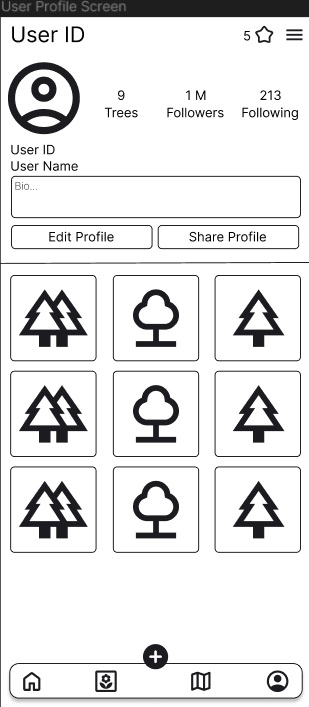 User Profile Screen
User ID
5
9
Trees
1 M
Followers
213
Following
User ID
User Name
Bio...
Edit Profile
Share Profile